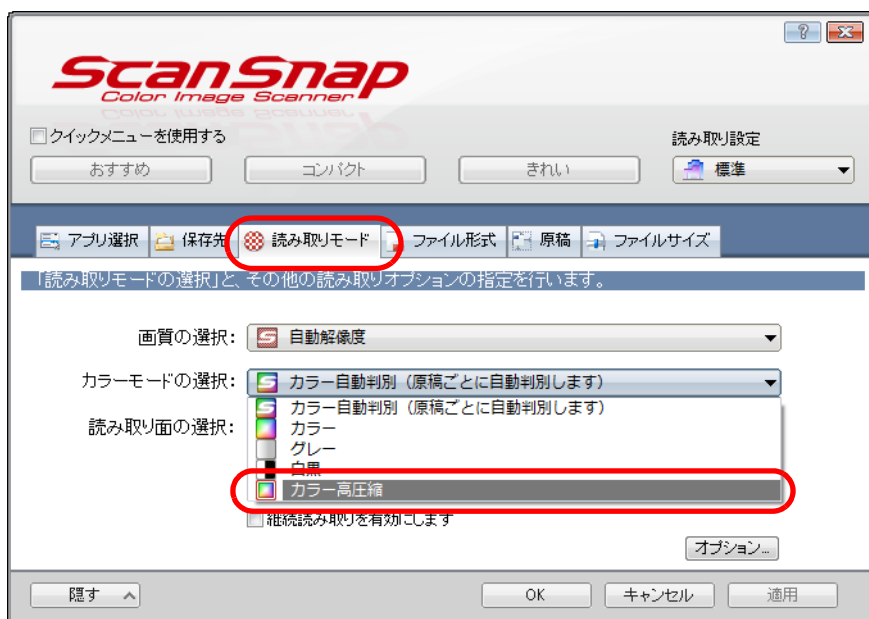 ScanSnap
Color Image Scanner
クイックメニューを使用する
読み取り設定
おすすめ コンパクト きれい 標準
アプリ選択 保存先 読み取りモード ファイル形式 原稿 ファイルサイズ
「読み取りモードの選択」と、その他の読み取りオプションの指定を行います。
画質の選択: 自動解像度
カラーモードの選択: カラー自動判別（原稿ごとに自動判別します）
カラー自動判別（原稿ごとに自動判別します）
読み取り面の選択: カラー
グレー
白黒
カラー高圧縮
継続読み取りを有効にします
オプション...
隠す OK キャンセル 適用